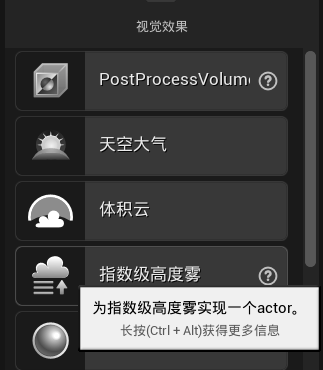 视觉效果
PostProcessVolume
天空大气
体积云
指数级高度雾
为指数级高度雾实现一个actor。
长按(Ctrl + Alt)获得更多信息